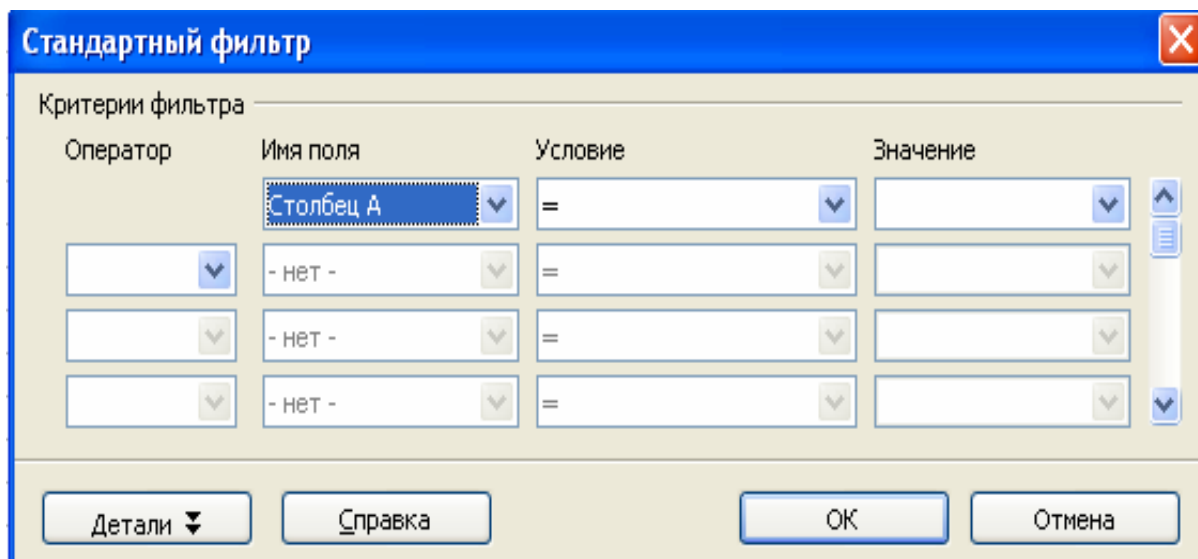 Стандартный фильтр
Критерии фильтра
Оператор Имя поля Условие Значение
Столбец A =
- нет - =
- нет - =
- нет - =
Детали Справка ОК Отмена